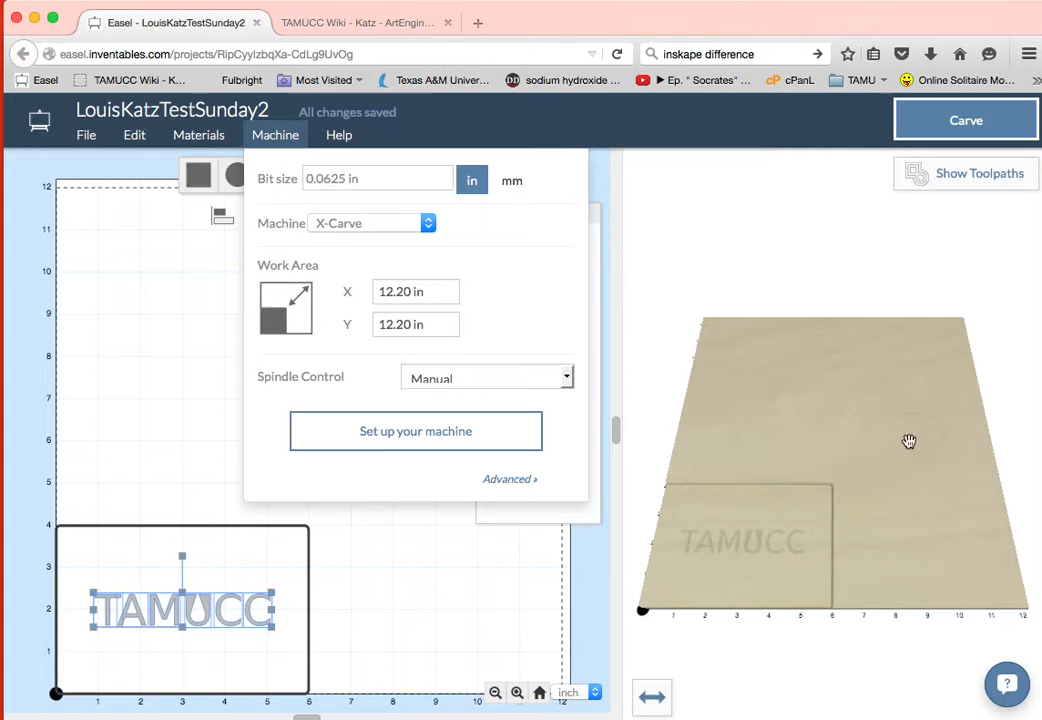 Easel - LouisKatzTest Sunday2 ×
TAMUCC Wiki - Katz - ArtEngin... ×
easel.inventables.com/projects/RipCyylzbqXa-CdLg9UvOg
inskape difference
Easel
TAMUCC Wiki - K...
Fulbright
Most Visited
Texas A&M Univer...
sodium hydroxide ...
Ep. " Socrates" ...
cPanL
TAMU
Online Solitaire Mo...
LouisKatzTestSunday2
All changes saved
File Edit Materials Machine Help
Carve
Show Toolpaths
Bit size 0.0625 in in mm
Machine X-Carve
Work Area
X 12.20 in
Y 12.20 in
Spindle Control Manual
Set up your machine
Advanced »
12
11
10
9
8
7
6
5
4
3
2
1
TAMUCC
1 2 3 4 5 6 7 8 9 10 11 12
inch
TAMUCC
1 2 3 4 5 6 7 8 9 10 11 12